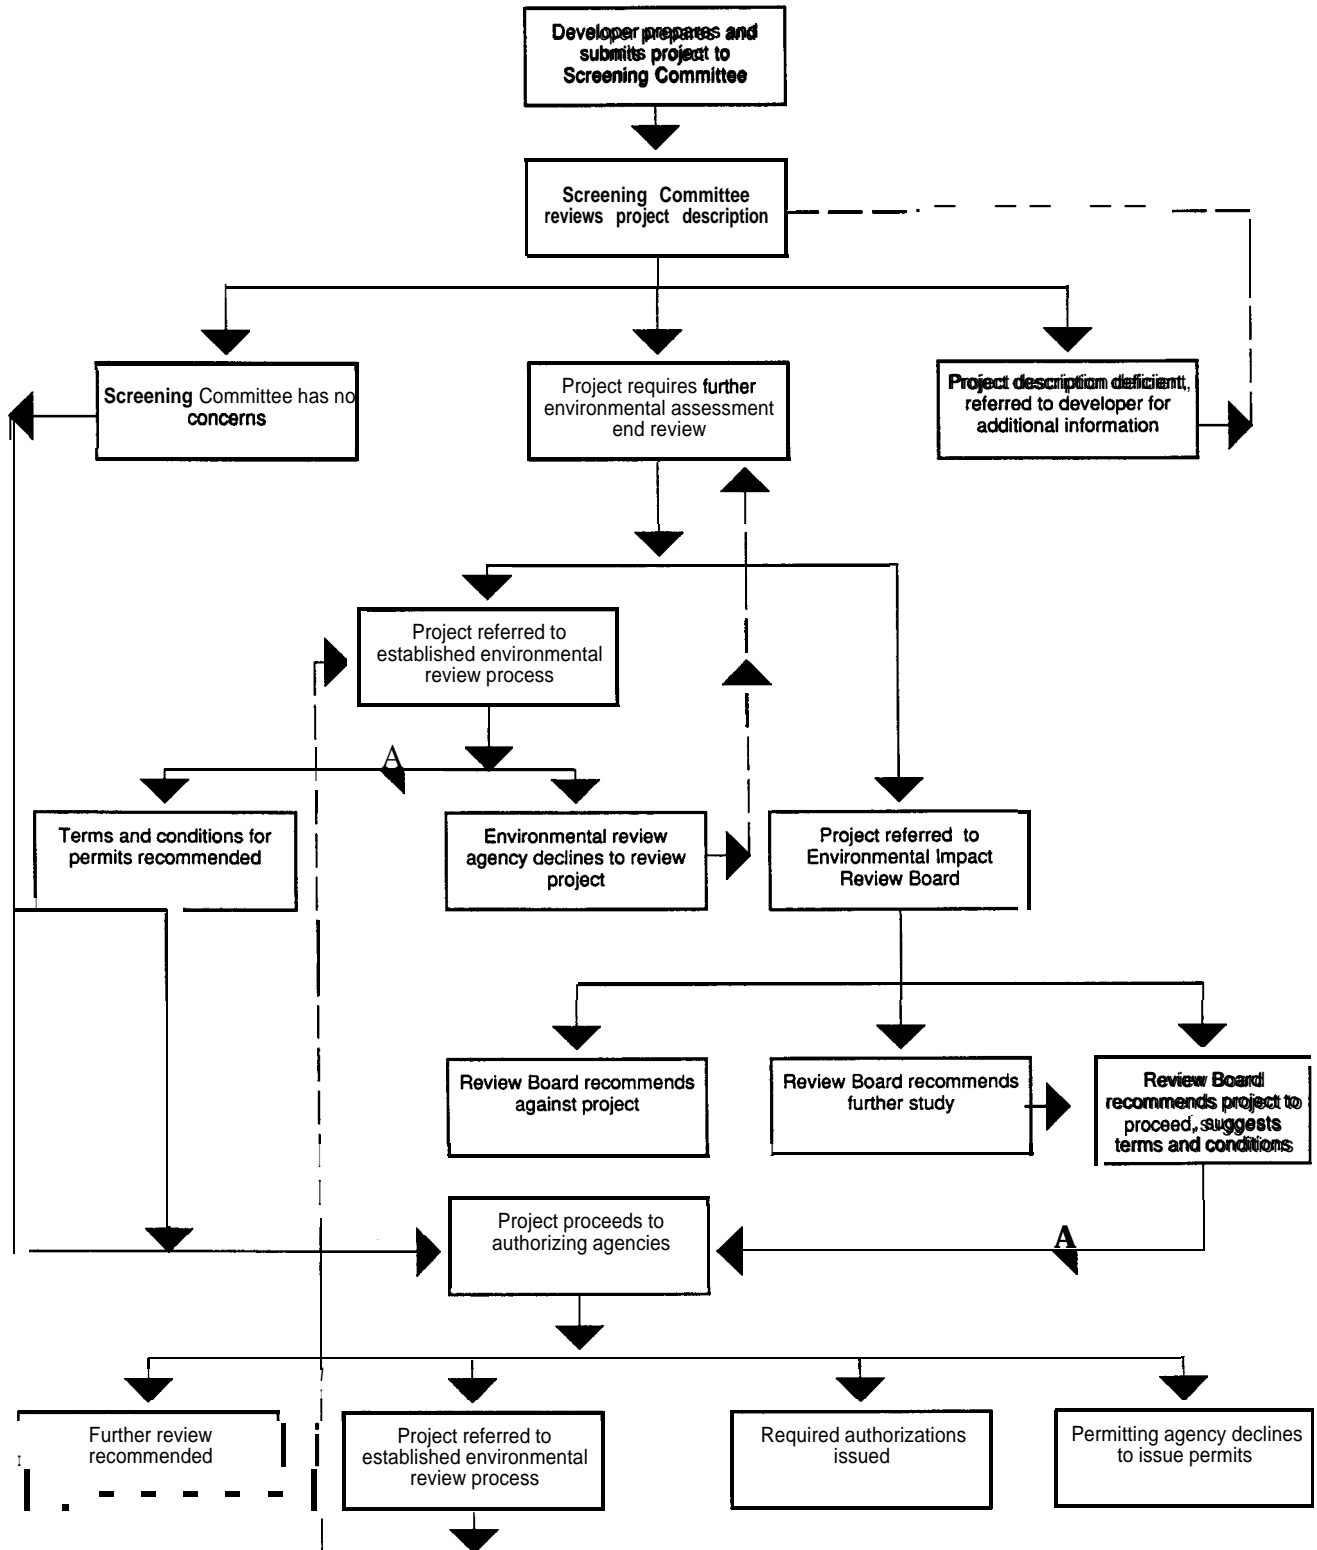 Developer prepares and
submits project to
Screening Committee
Screening Committee
reviews project description
Screening Committee has no
concerns
Project requires further
environmental assessment
end review
Project description deficient,
referred to developer for
additional information
Project referred to
established environmental
review process
A
Terms and conditions for
permits recommended
Environmental review
agency declines to review
project
Project referred to
Environmental Impact
Review Board
Review Board recommends
against project
Review Board recommends
further study
Review Board
recommends project to
proceed, suggests
terms and conditions
Project proceeds to
authorizing agencies
A
Further review
recommended
Project referred to
established environmental
review process
Required authorizations
issued
Permitting agency declines
to issue permits